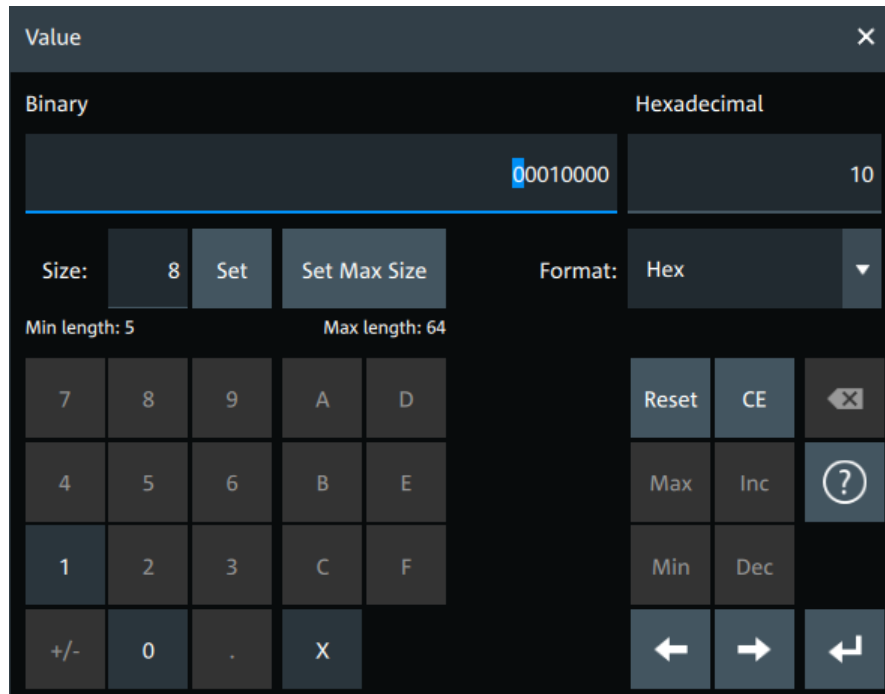 Value
Binary Hexadecimal
00010000 10
Size: 8 Set Set Max Size Format: Hex
Min length: 5 Max length: 64
7 8 9 A D Reset CE
4 5 6 B E Max Inc ?
1 2 3 C F Min Dec
+/- 0 . X